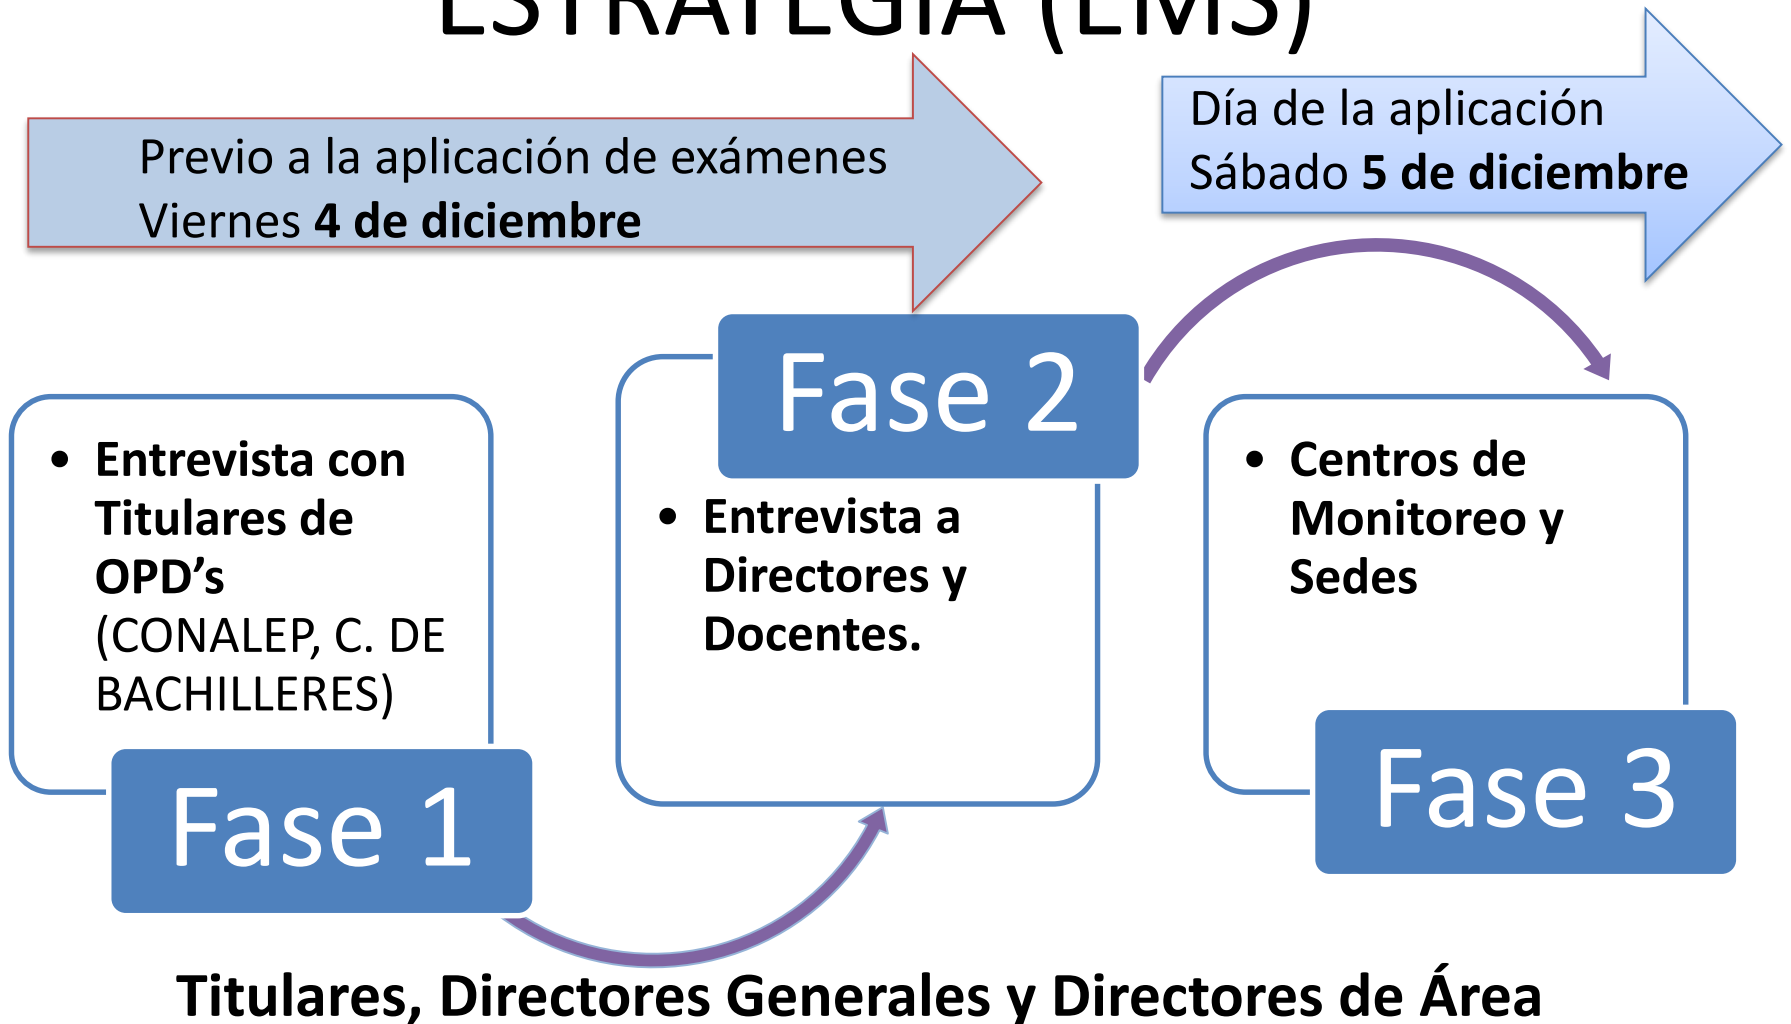 ESTRATEGIA (EMS)
Previo a la aplicación de exámenes
Viernes 4 de diciembre
Día de la aplicación
Sábado 5 de diciembre
• Entrevista con
Titulares de
OPD’s
(CONALEP, C. DE
BACHILLERES)
Fase 1
Fase 2
• Entrevista a
Directores y
Docentes.
• Centros de
Monitoreo y
Sedes
Fase 3
Titulares, Directores Generales y Directores de Área